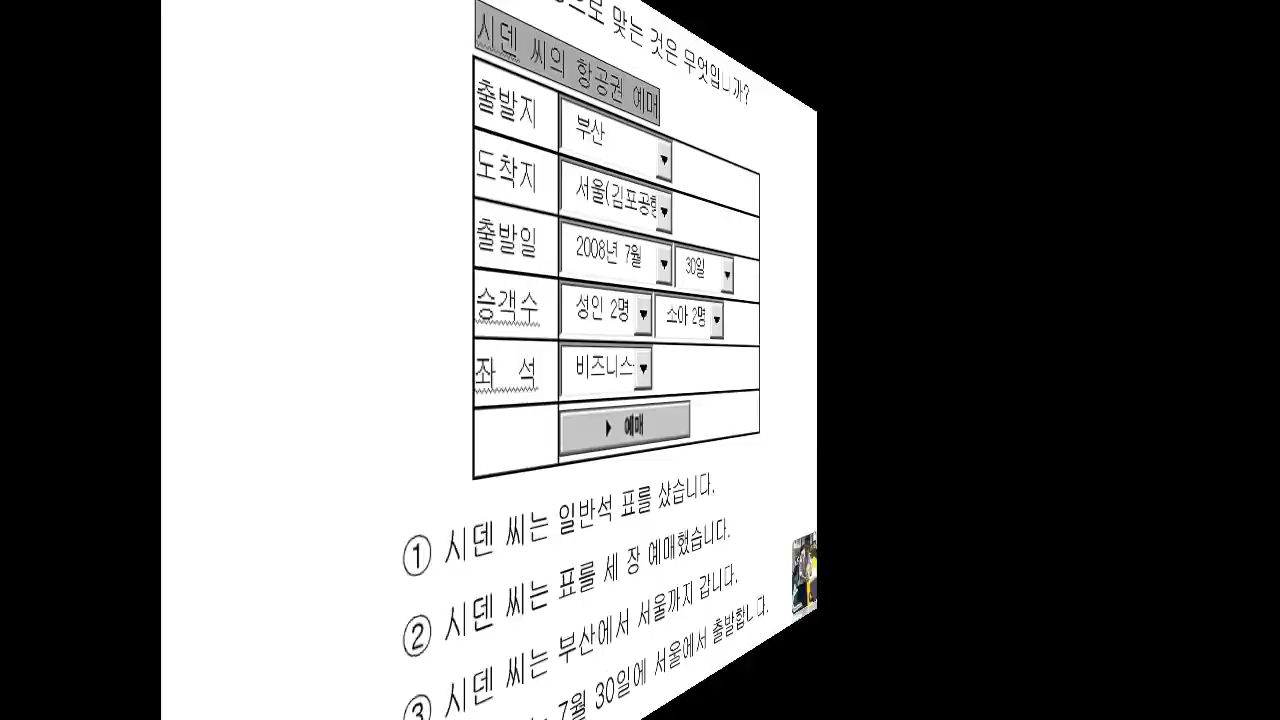 맞는 것은 무엇입니까?
시덴 씨의 항공권 예매
출발지 부산
도착지 서울(김포공항
출발일 2008년 7월 30일
승객수 성인 2명 소아 2명
좌 석 비즈니스
예매
① 시덴 씨는 일반석 표를 샀습니다.
② 시덴 씨는 표를 세 장 예매했습니다.
③ 시덴 씨는 부산에서 서울까지 갑니다.
7월 30일에 서울에서 출발합니다.